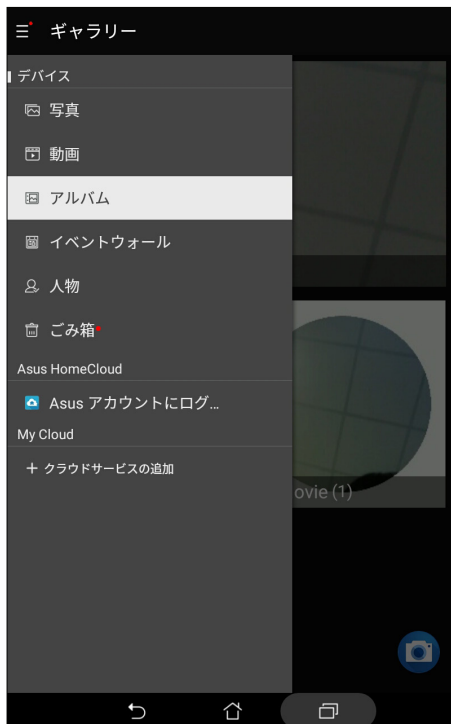 ギャラリー
デバイス
写真
動画
アルバム
イベントウォール
人物
ごみ箱
Asus HomeCloud
Asus アカウントにログ...
My Cloud
+ クラウドサービスの追加
ovie (1)